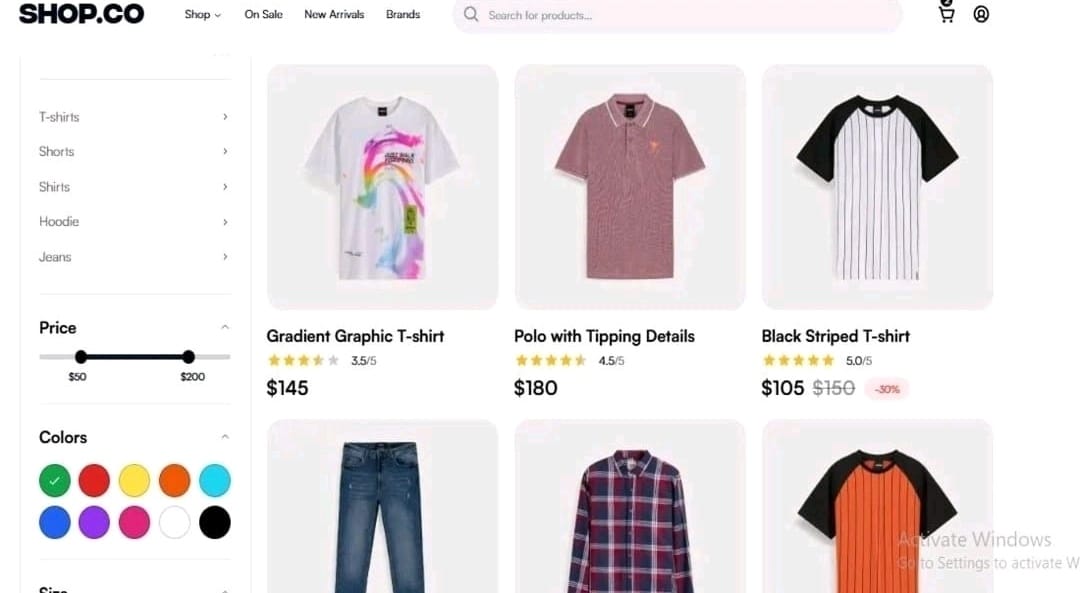 SHOP.CO
Shop
On Sale
New Arrivals
Brands
Search for products...
T-shirts
Shorts
Shirts
Hoodie
Jeans
Price
$50
$200
Colors
Gradient Graphic T-shirt
3.5/5
$145
Polo with Tipping Details
4.5/5
$180
Black Striped T-shirt
5.0/5
$105 $150 -30%
Activate Windows
Go to Settings to activate W